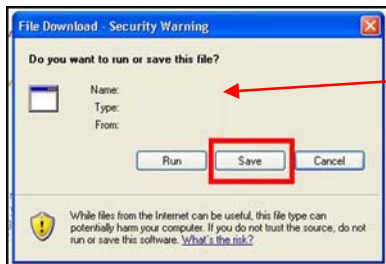 File Download - Security Warning
Do you want to run or save this file?
Name:
Type:
From:
Run Save Cancel
While files from the Internet can be useful, this file type can
potentially harm your computer. If you do not trust the source, do not
run or save this software. What's the risk?